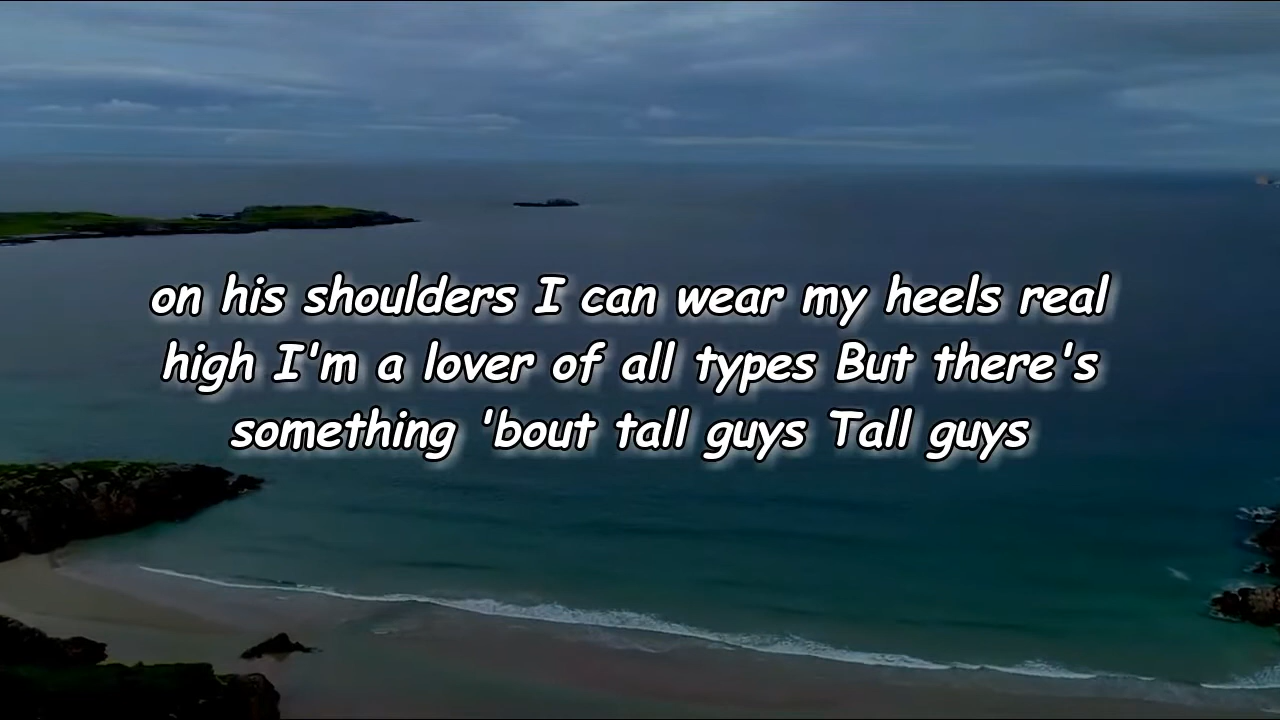 on his shoulders I can wear my heels real
high I'm a lover of all types But there's
something 'bout tall guys Tall guys